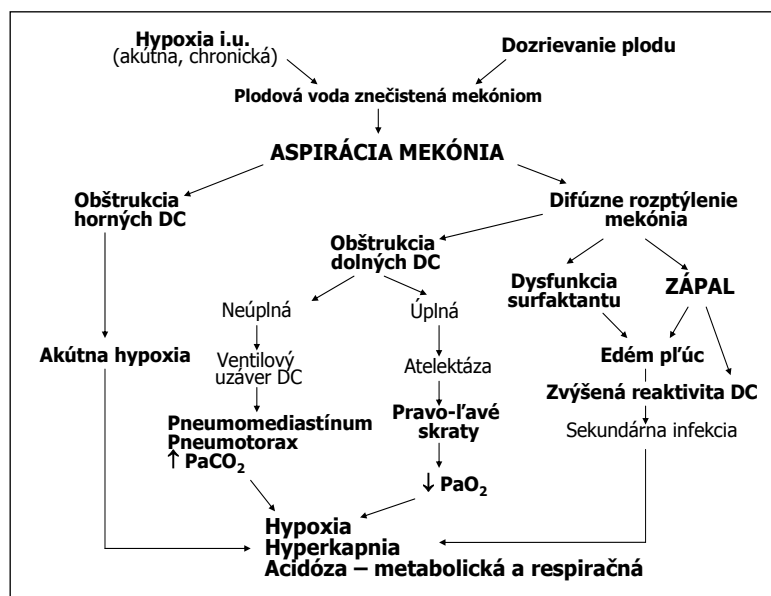 Hypoxia i.u.
(akútna, chronická)
Dozrievanie plodu
Plodová voda znečistená mekóniom
ASPIRÁCIA MEKÓNIA
Obštrukcia
horných DC
Difúzne rozptýlenie
mekónia
Obštrukcia
dolných DC
Dysfunkcia
surfaktantu
ZÁPAL
Neúplná
Úplná
Akútna hypoxia
Ventilový
uzáver DC
Atelektáza
Edém pľúc
Zvýšená reaktivita DC
Pneumomediastínum
Pneumotorax
↑ PaCO₂
Pravo-ľavé
skraty
Sekundárna infekcia
↓ PaO₂
Hypoxia
Hyperkapnia
Acidóza – metabolická a respiračná